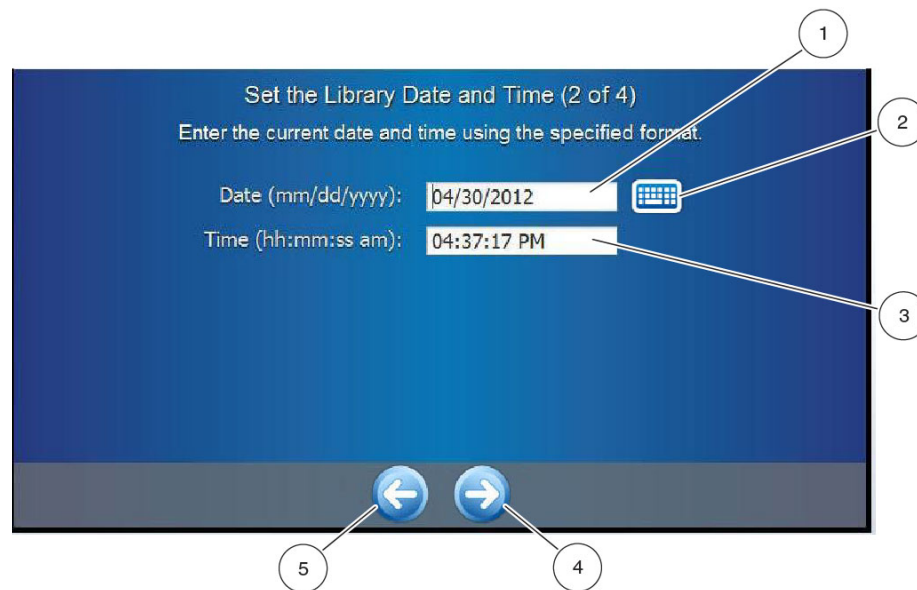 1
Set the Library Date and Time (2 of 4)
Enter the current date and time using the specified format.
2
Date (mm/dd/yyyy): 04/30/2012
Time (hh:mm:ss am): 04:37:17 PM
3
5
4